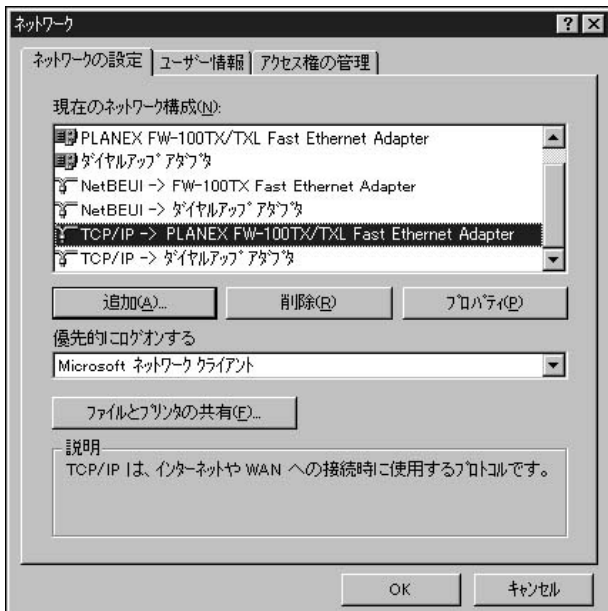 ネットワーク
ネットワークの設定 ユーザー情報 アクセス権の管理
現在のネットワーク構成(N):
PLANEX FW-100TX/TXL Fast Ethernet Adapter
ダイヤルアップ アダプタ
NetBEUI -> FW-100TX Fast Ethernet Adapter
NetBEUI -> ダイヤルアップ アダプタ
TCP/IP -> PLANEX FW-100TX/TXL Fast Ethernet Adapter
TCP/IP -> ダイヤルアップ アダプタ
追加(A)... 削除(R) プロパティ(P)
優先的にログオンする
Microsoft ネットワーク クライアント
ファイルとプリンタの共有(F)...
説明
TCP/IP は、インターネットや WAN への接続時に使用するプロトコルです。
OK キャンセル